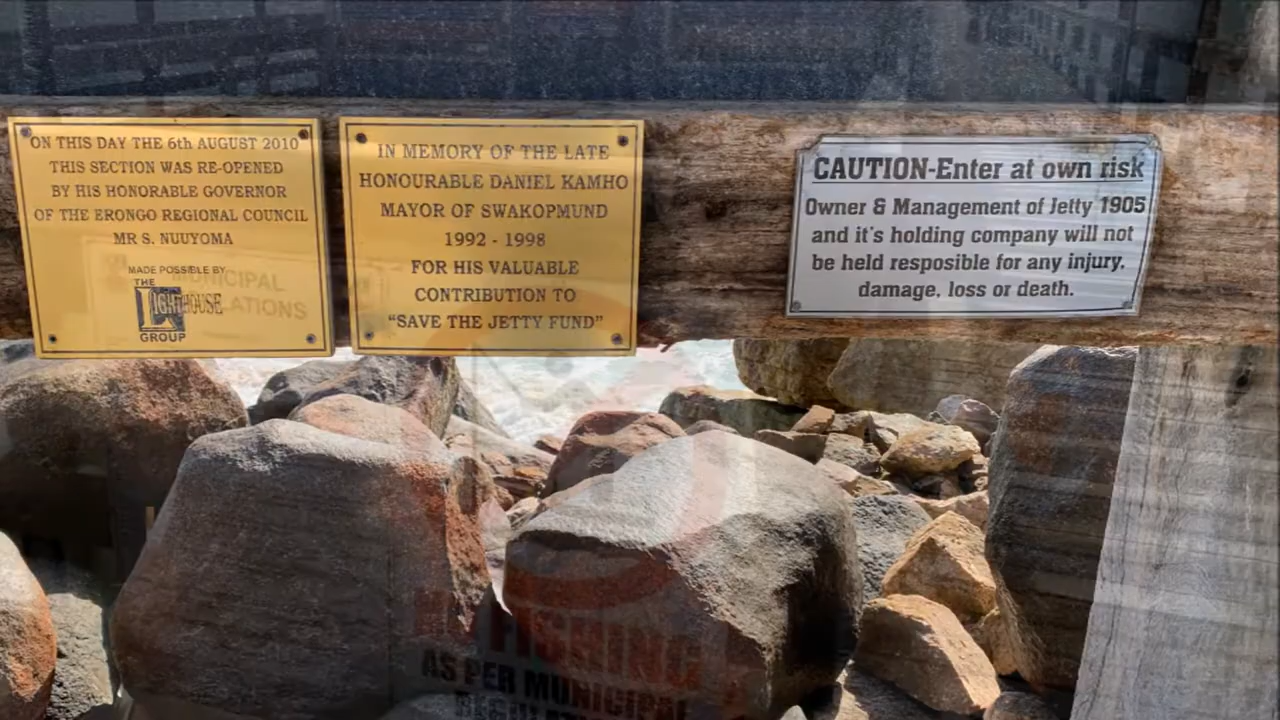 ON THIS DAY THE 6th AUGUST 2010
THIS SECTION WAS RE-OPENED
BY HIS HONORABLE GOVERNOR
OF THE ERONGO REGIONAL COUNCIL
MR S. NUUYOMA
MADE POSSIBLE BY
THE
LIGHTHOUSE
GROUP
IN MEMORY OF THE LATE
HONOURABLE DANIEL KAMHO
MAYOR OF SWAKOPMUND
1992 - 1998
FOR HIS VALUABLE
CONTRIBUTION TO
"SAVE THE JETTY FUND"
CAUTION-Enter at own risk
Owner & Management of Jetty 1905
and it's holding company will not
be held resposible for any injury,
damage, loss or death.
MUNICIPAL
FISHING
AS PER MUNICIPAL